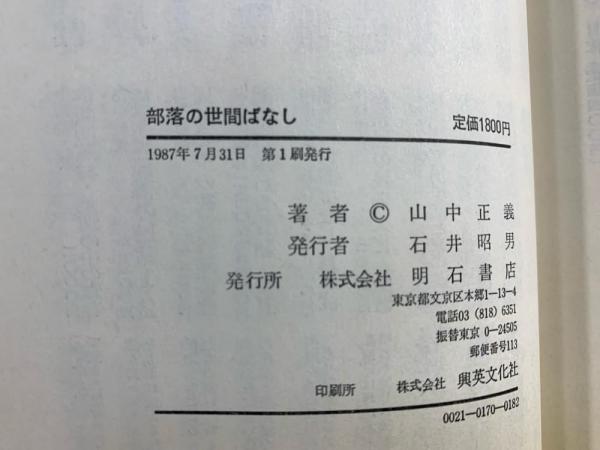 部落の世間ばなし 定価1800円
1987年7月31日 第1刷発行
著者 © 山中正義
発行者 石井昭男
発行所 株式会社 明石書店
東京都文京区本郷1-13-4
電話03 (818) 6351
振替東京 0-24505
郵便番号113
印刷所 株式会社 興英文化社
0021-0170-0182